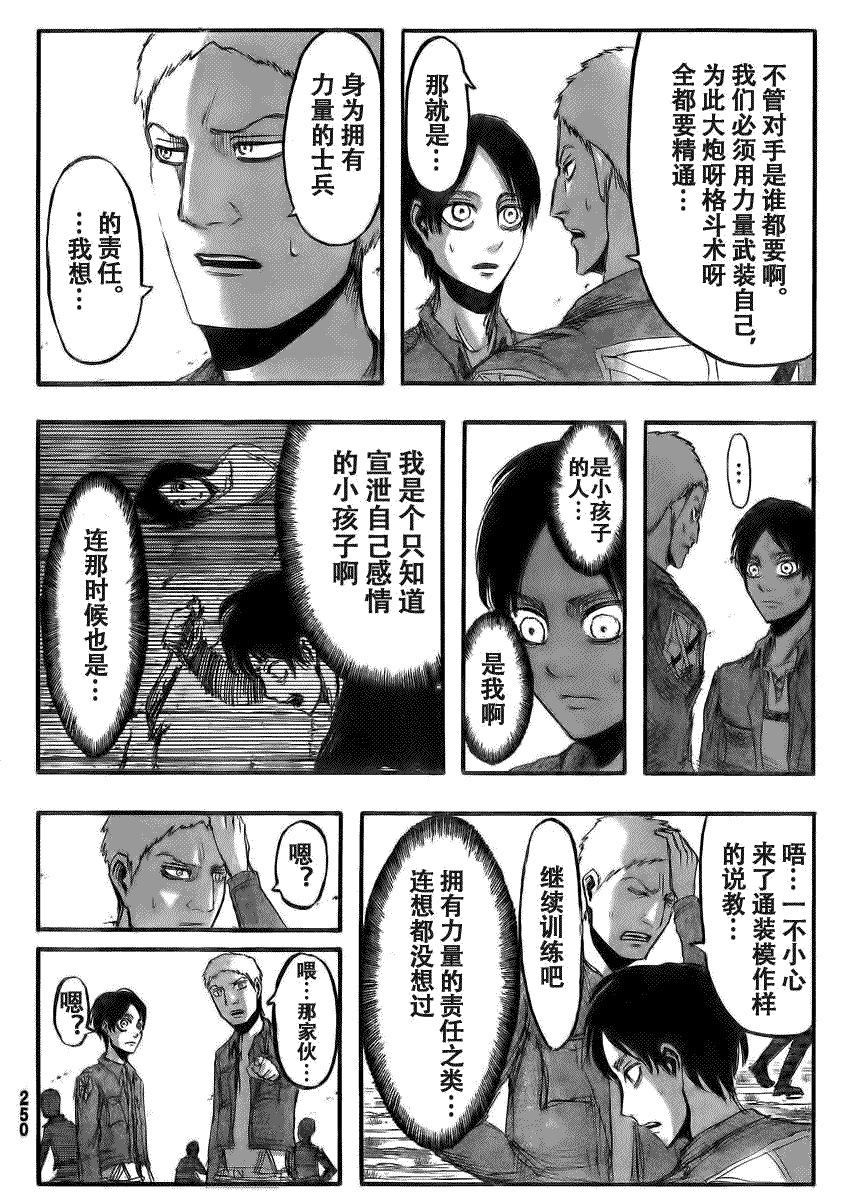 不管对手是谁都要啊。
我们必须用力量武装自己,
为此大炮呀格斗术呀
全都要精通…
那就是…
身为拥有
力量的士兵
的责任。
…我想…
…
是小孩子
的人…
是我啊
我是个只知道
宣泄自己感情
的小孩子啊
连那时候也是…
唔…一不小心
来了通装模作样
的说教…
继续训练吧
拥有力量的责任之类…
连想都没想过
嗯?
喂…那家伙…
嗯?
250